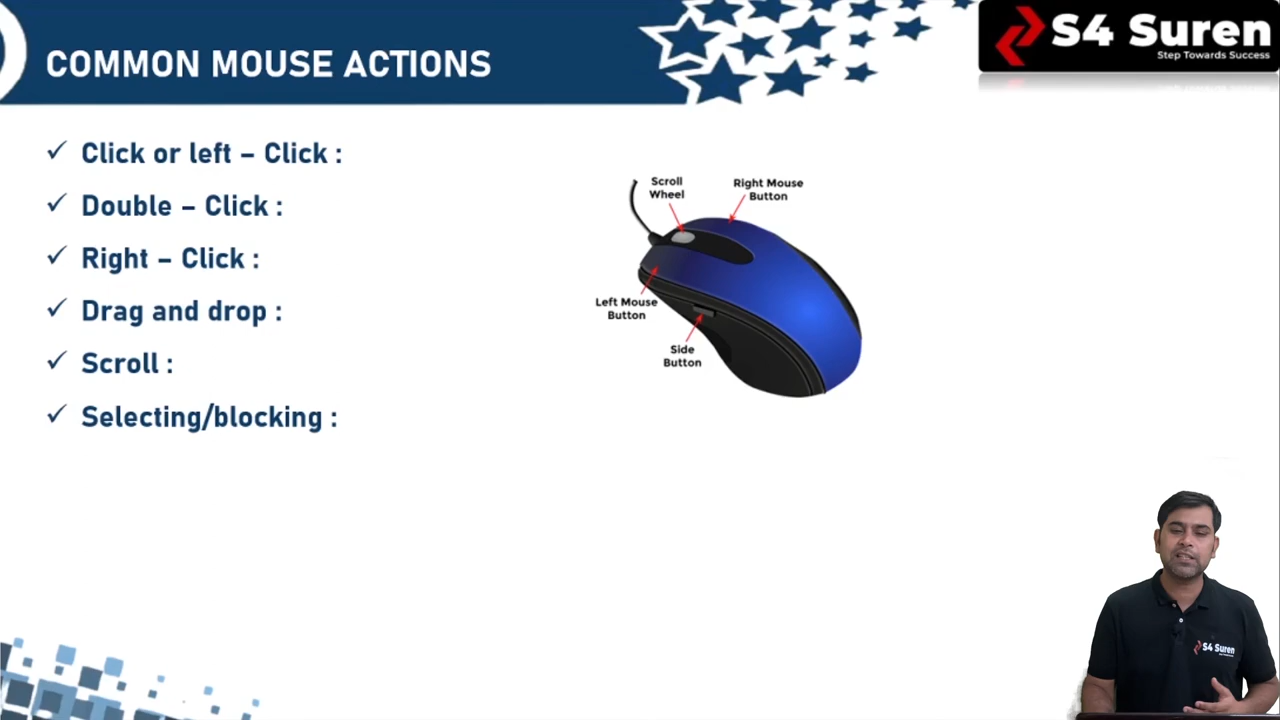 COMMON MOUSE ACTIONS
S4 Suren
Step Towards Success
✓ Click or left – Click :
✓ Double – Click :
✓ Right – Click :
✓ Drag and drop :
✓ Scroll :
✓ Selecting/blocking :
Scroll
Wheel
Right Mouse
Button
Left Mouse
Button
Side
Button
S4 Suren